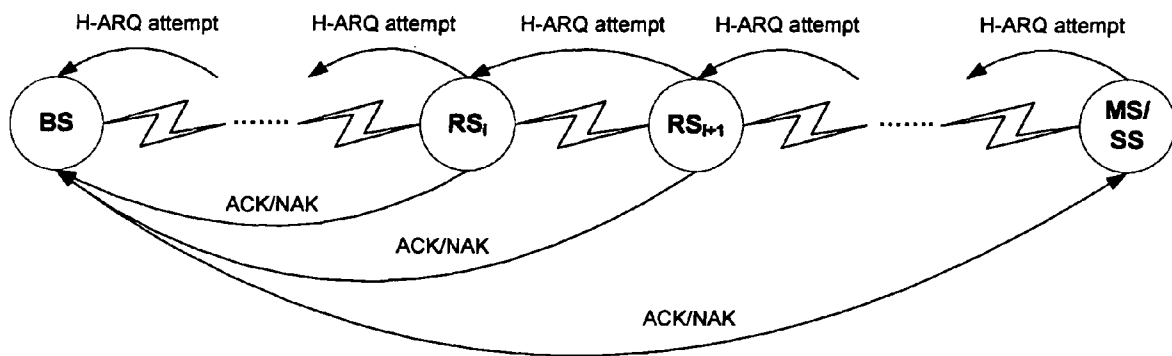 H-ARQ attempt
H-ARQ attempt
H-ARQ attempt
H-ARQ attempt
H-ARQ attempt
BS
RSi
RSi+1
MS/
SS
ACK/NAK
ACK/NAK
ACK/NAK